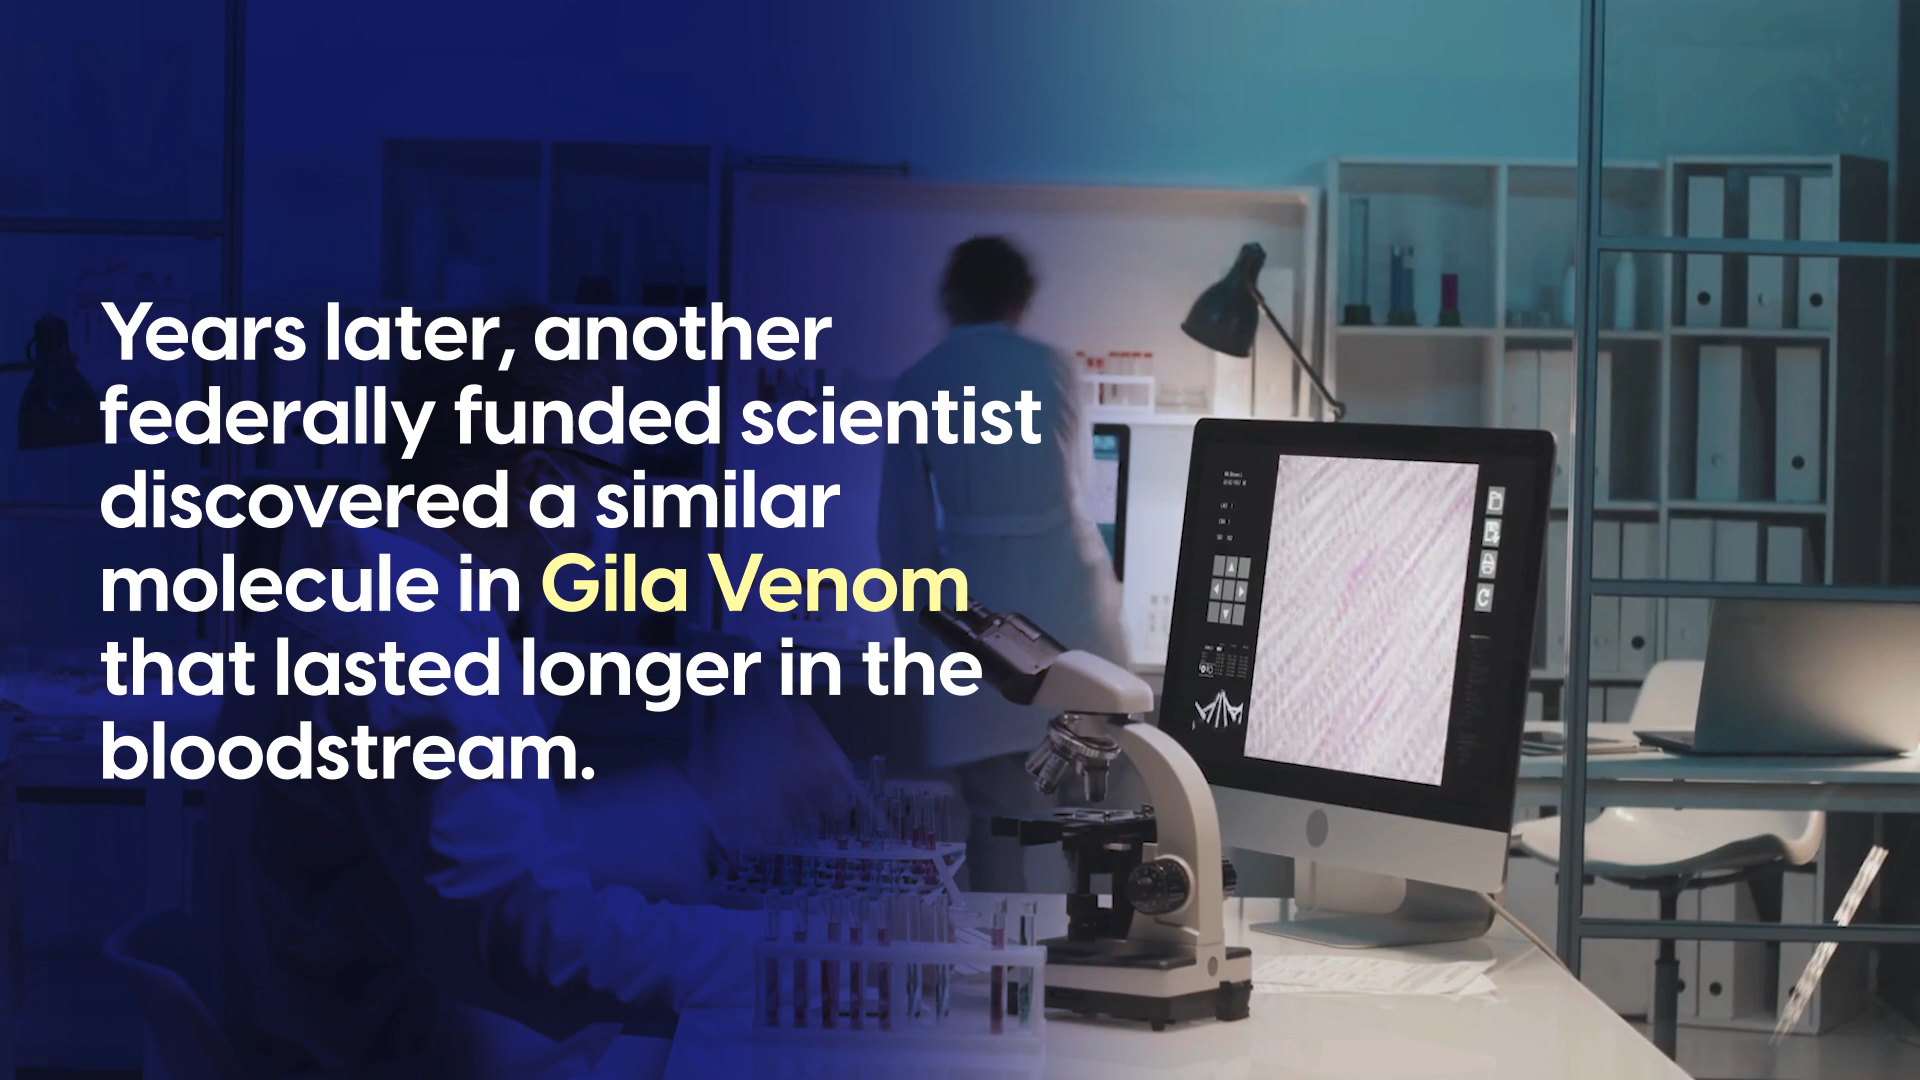 Years later, another
federally funded scientist
discovered a similar
molecule in Gila Venom
that lasted longer in the
bloodstream.